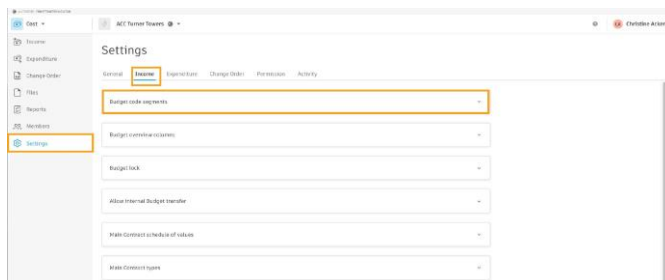 Cost
ACC Turner Towers
Christine Acker
Income
Expenditure
Change Order
Files
Reports
Members
Settings
Settings
General Income Expenditure Change Order Permission Activity
Budget code segments
Budget overview columns
Budget lock
Allow Internal Budget transfer
Main Contract schedule of values
Main Contract types